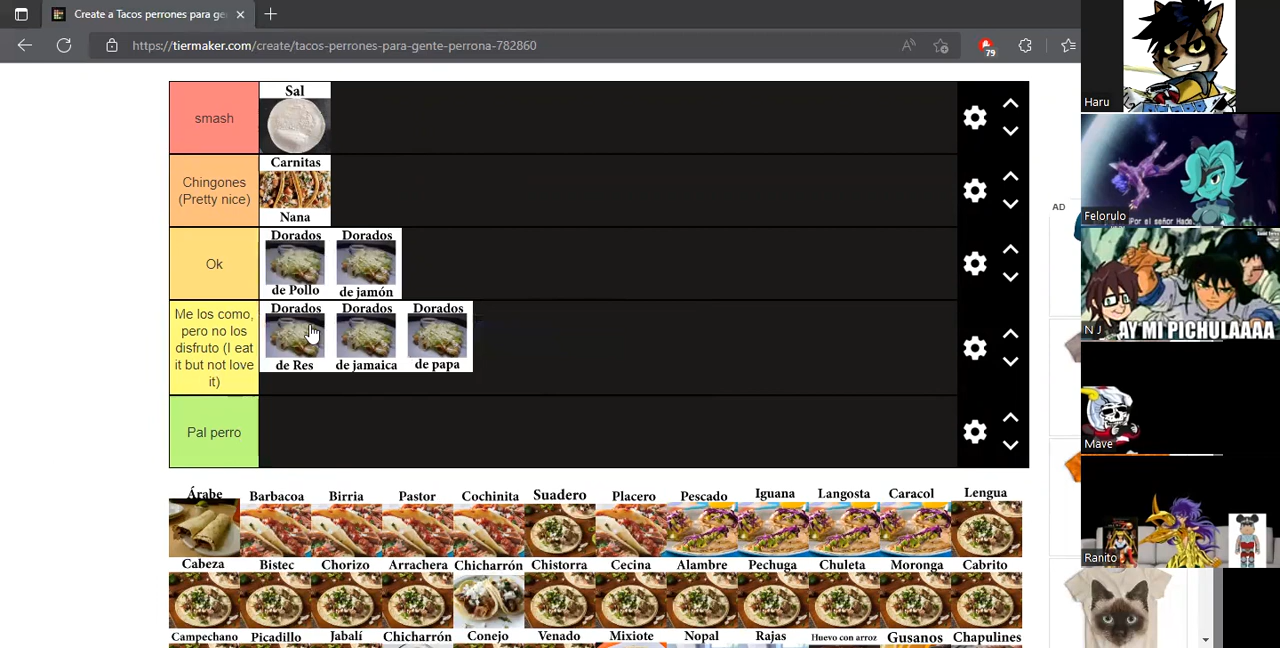 Create a Tacos perrones para ge
https://tiermaker.com/create/tacos-perrones-para-gente-perrona-782860
79
smash
Sal
Chingones
(Pretty nice)
Carnitas
Nana
Ok
Dorados
de Pollo
Dorados
de jamón
Me los como,
pero no los
disfruto (I eat
it but not love
it)
Dorados
de Res
Dorados
de jamaica
Dorados
de papa
Pal perro
AD
Árabe Barbacoa Birria Pastor Cochinita Suadero Placero Pescado Iguana Langosta Caracol Lengua
Cabeza Bistec Chorizo Arrachera Chicharrón Chistorra Cecina Alambre Pechuga Chuleta Moronga Cabrito
Campechano Picadillo Jabalí Chicharrón Conejo Venado Mixiote Nopal Rajas Huevo con arroz Gusanos Chapulines
Haru
¡Por el señor Hades
Felorulo
N J
AY MI PICHULAAAA
Mave
Ranito